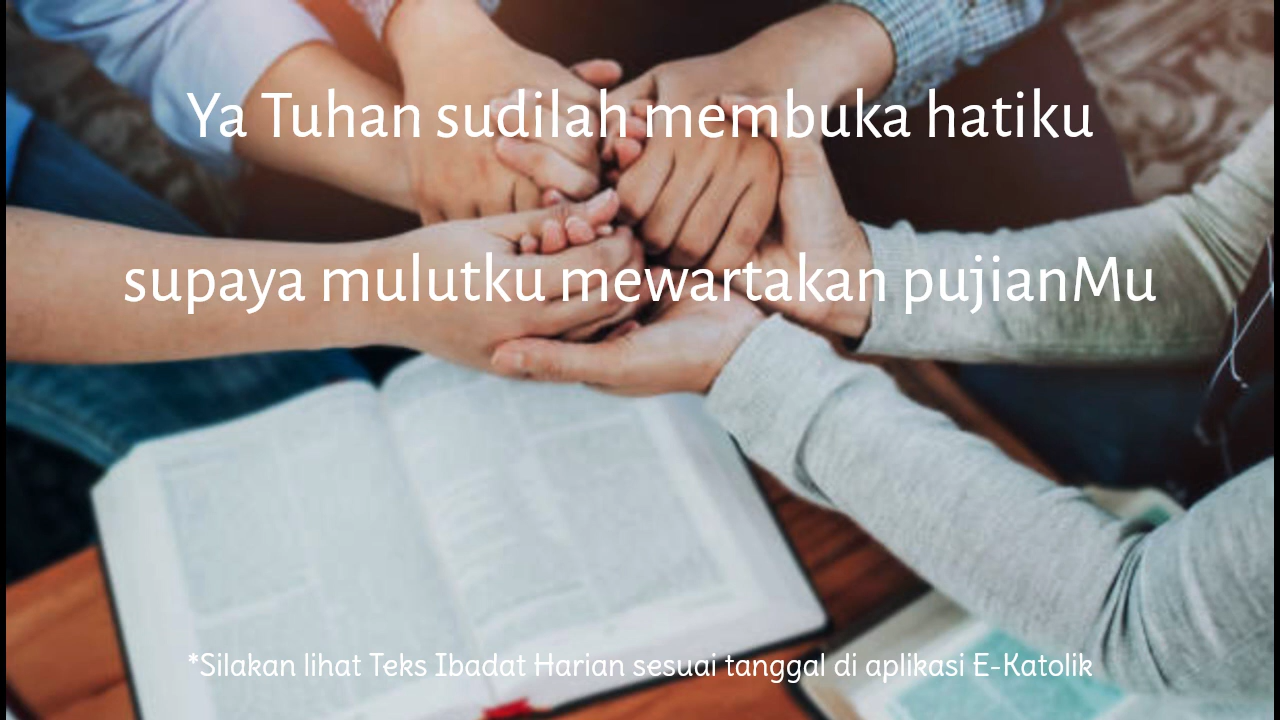 Ya Tuhan sudilah membuka hatiku
supaya mulutku mewartakan pujianMu
*Silakan lihat Teks Ibadat Harian sesuai tanggal di aplikasi E-Katolik